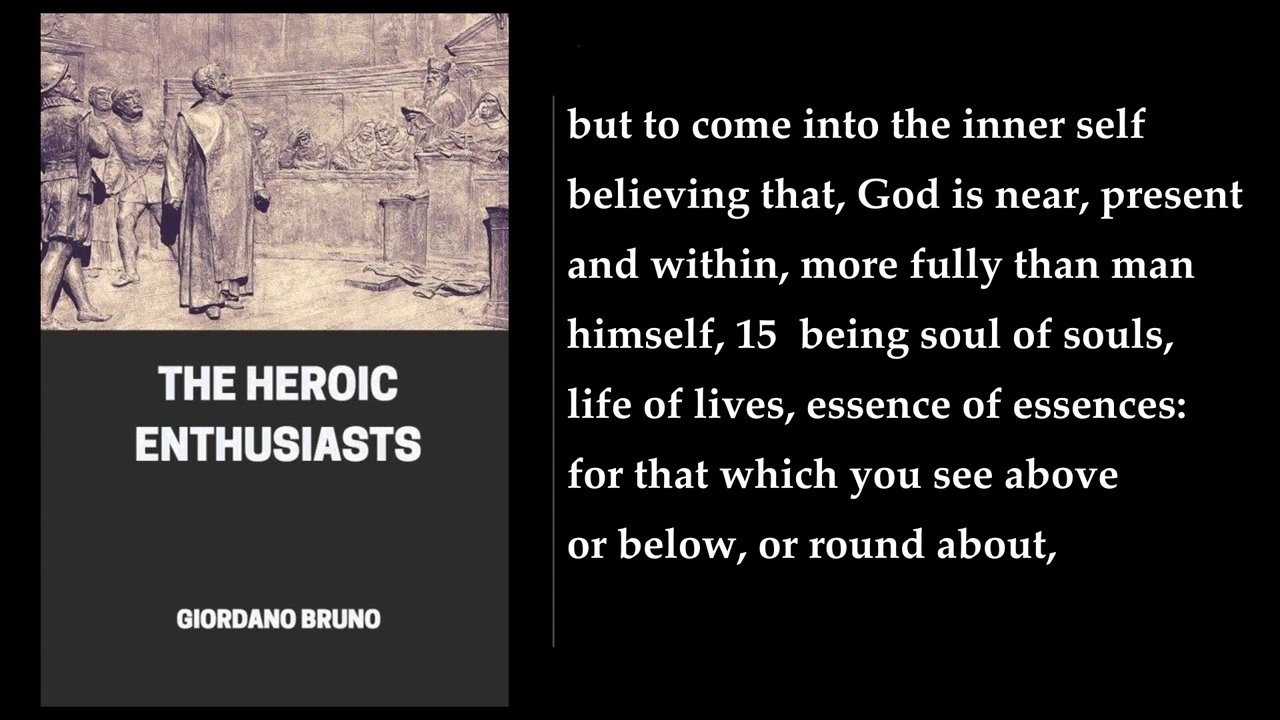 THE HEROIC
ENTHUSIASTS
GIORDANO BRUNO
but to come into the inner self
believing that, God is near, present
and within, more fully than man
himself, 15  being soul of souls,
life of lives, essence of essences:
for that which you see above
or below, or round about,